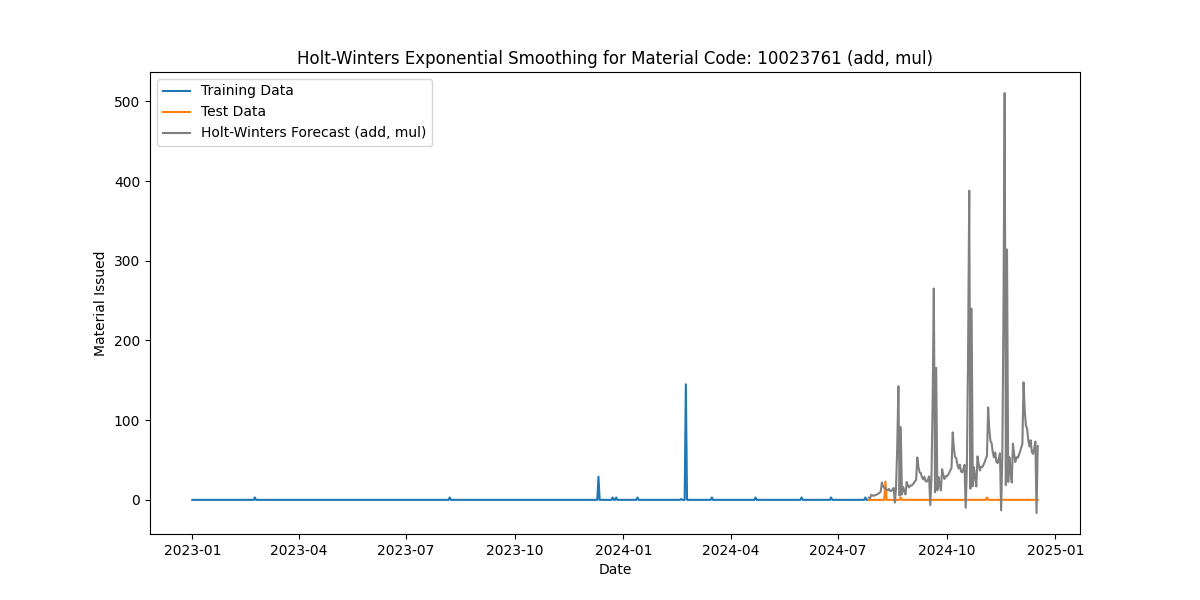 Holt-Winters Exponential Smoothing for Material Code: 10023761 (add, mul)
Training Data
Test Data
Holt-Winters Forecast (add, mul)
Material Issued
500
400
300
200
100
0
2023-01
2023-04
2023-07
2023-10
2024-01
2024-04
2024-07
2024-10
2025-01
Date